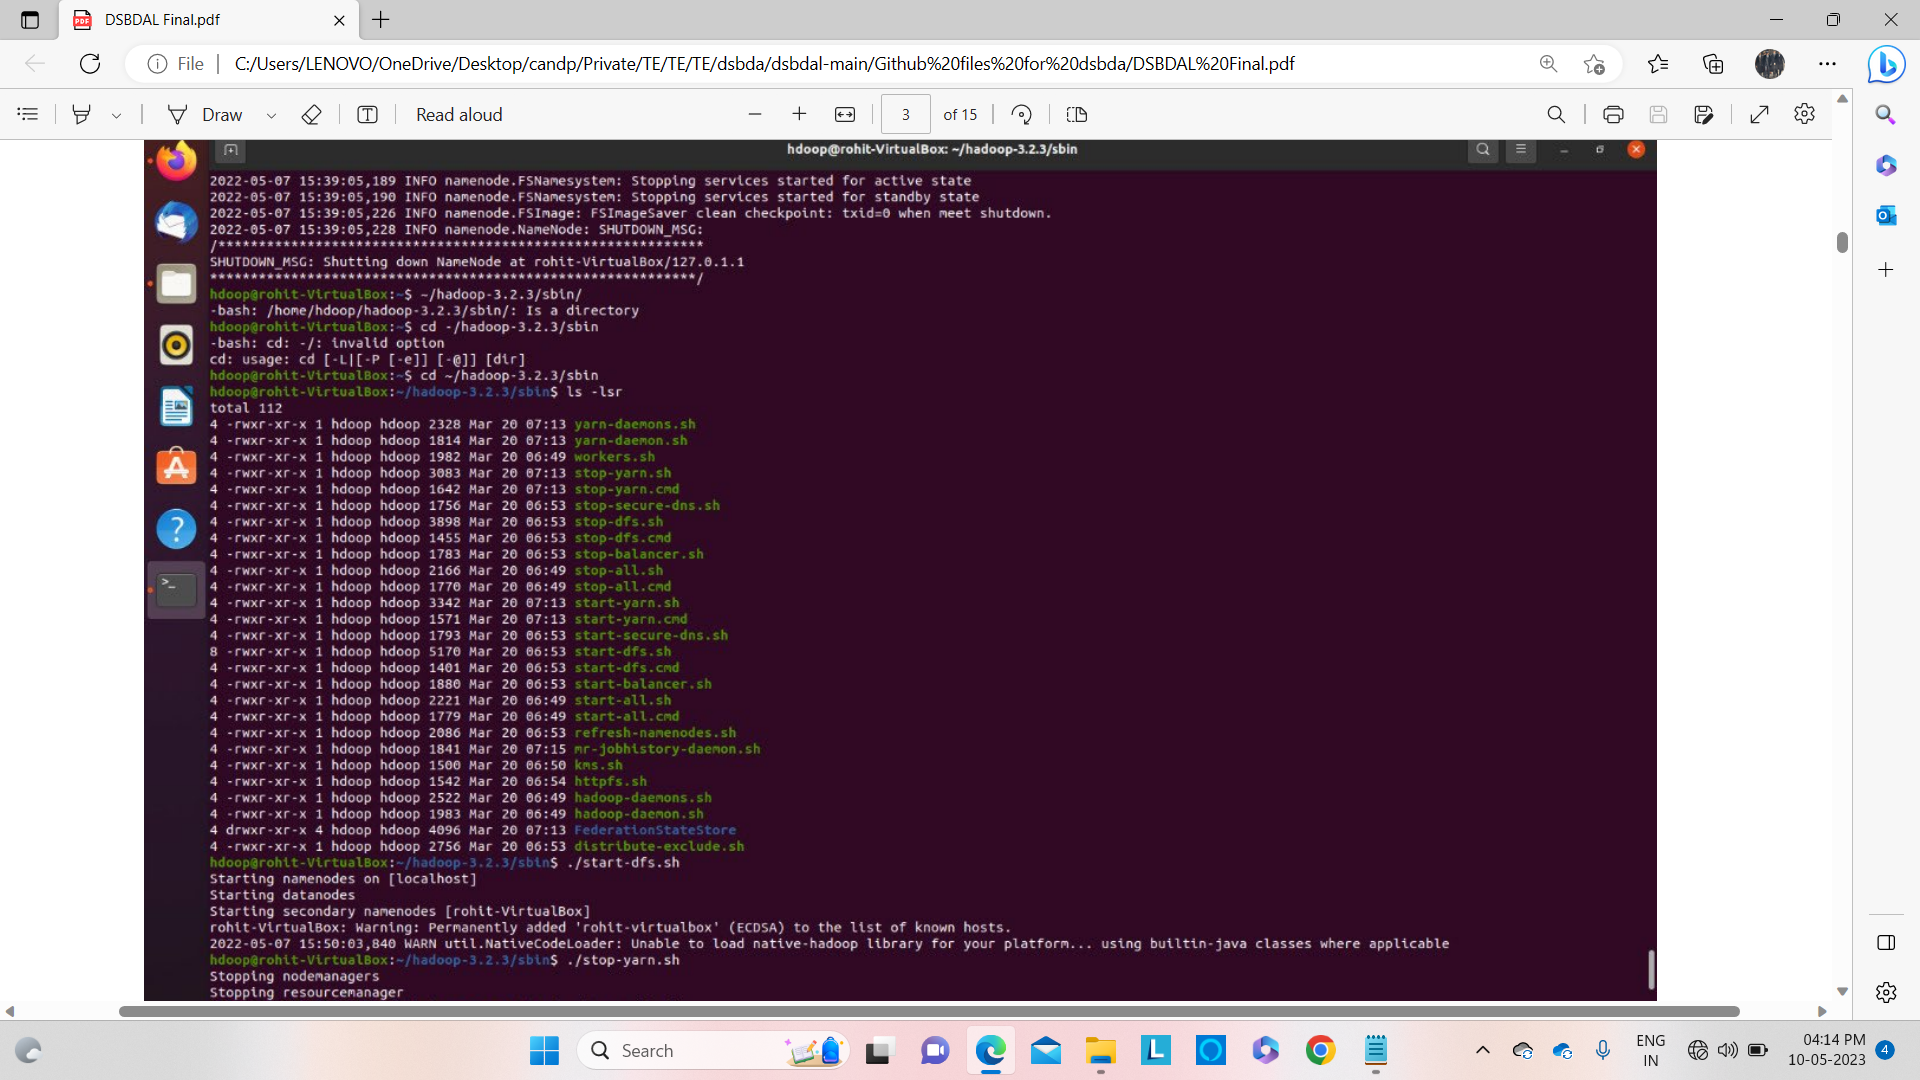 DSBDAL Final.pdf
File
C:/Users/LENOVO/OneDrive/Desktop/candp/Private/TE/TE/TE/dsbda/dsbdal-main/Github%20files%20for%20dsbda/DSBDAL%20Final.pdf
Draw
Read aloud
3 of 15
hdoop@rohit-VirtualBox: ~/hadoop-3.2.3/sbin
2022-05-07 15:39:05,189 INFO namenode.FSNamesystem: Stopping services started for active state
2022-05-07 15:39:05,190 INFO namenode.FSNamesystem: Stopping services started for standby state
2022-05-07 15:39:05,226 INFO namenode.FSImage: FSImageSaver clean checkpoint: txid=0 when meet shutdown.
2022-05-07 15:39:05,228 INFO namenode.NameNode: SHUTDOWN_MSG:
/************************************************************
SHUTDOWN_MSG: Shutting down NameNode at rohit-VirtualBox/127.0.1.1
************************************************************/
hdoop@rohit-VirtualBox:~$ ~/hadoop-3.2.3/sbin/
-bash: /home/hdoop/hadoop-3.2.3/sbin/: Is a directory
hdoop@rohit-VirtualBox:~$ cd -/hadoop-3.2.3/sbin
-bash: cd: -/: invalid option
cd: usage: cd [-L|[-P [-e]] [-@]] [dir]
hdoop@rohit-VirtualBox:~$ cd ~/hadoop-3.2.3/sbin
hdoop@rohit-VirtualBox:~/hadoop-3.2.3/sbin$ ls -lsr
total 112
4 -rwxr-xr-x 1 hdoop hdoop 2328 Mar 20 07:13 yarn-daemons.sh
4 -rwxr-xr-x 1 hdoop hdoop 1814 Mar 20 07:13 yarn-daemon.sh
4 -rwxr-xr-x 1 hdoop hdoop 1982 Mar 20 06:49 workers.sh
4 -rwxr-xr-x 1 hdoop hdoop 3083 Mar 20 07:13 stop-yarn.sh
4 -rwxr-xr-x 1 hdoop hdoop 1642 Mar 20 07:13 stop-yarn.cmd
4 -rwxr-xr-x 1 hdoop hdoop 1756 Mar 20 06:53 stop-secure-dns.sh
4 -rwxr-xr-x 1 hdoop hdoop 3898 Mar 20 06:53 stop-dfs.sh
4 -rwxr-xr-x 1 hdoop hdoop 1455 Mar 20 06:53 stop-dfs.cmd
4 -rwxr-xr-x 1 hdoop hdoop 1783 Mar 20 06:53 stop-balancer.sh
4 -rwxr-xr-x 1 hdoop hdoop 2166 Mar 20 06:49 stop-all.sh
4 -rwxr-xr-x 1 hdoop hdoop 1770 Mar 20 06:49 stop-all.cmd
4 -rwxr-xr-x 1 hdoop hdoop 3342 Mar 20 07:13 start-yarn.sh
4 -rwxr-xr-x 1 hdoop hdoop 1571 Mar 20 07:13 start-yarn.cmd
4 -rwxr-xr-x 1 hdoop hdoop 1793 Mar 20 06:53 start-secure-dns.sh
8 -rwxr-xr-x 1 hdoop hdoop 5170 Mar 20 06:53 start-dfs.sh
4 -rwxr-xr-x 1 hdoop hdoop 1401 Mar 20 06:53 start-dfs.cmd
4 -rwxr-xr-x 1 hdoop hdoop 1880 Mar 20 06:53 start-balancer.sh
4 -rwxr-xr-x 1 hdoop hdoop 2221 Mar 20 06:49 start-all.sh
4 -rwxr-xr-x 1 hdoop hdoop 1779 Mar 20 06:49 start-all.cmd
4 -rwxr-xr-x 1 hdoop hdoop 2086 Mar 20 06:53 refresh-namenodes.sh
4 -rwxr-xr-x 1 hdoop hdoop 1841 Mar 20 07:15 mr-jobhistory-daemon.sh
4 -rwxr-xr-x 1 hdoop hdoop 1500 Mar 20 06:50 kms.sh
4 -rwxr-xr-x 1 hdoop hdoop 1542 Mar 20 06:54 httpfs.sh
4 -rwxr-xr-x 1 hdoop hdoop 2522 Mar 20 06:49 hadoop-daemons.sh
4 -rwxr-xr-x 1 hdoop hdoop 1983 Mar 20 06:49 hadoop-daemon.sh
4 drwxr-xr-x 4 hdoop hdoop 4096 Mar 20 07:13 FederationStateStore
4 -rwxr-xr-x 1 hdoop hdoop 2756 Mar 20 06:53 distribute-exclude.sh
hdoop@rohit-VirtualBox:~/hadoop-3.2.3/sbin$ ./start-dfs.sh
Starting namenodes on [localhost]
Starting datanodes
Starting secondary namenodes [rohit-VirtualBox]
rohit-VirtualBox: Warning: Permanently added 'rohit-virtualbox' (ECDSA) to the list of known hosts.
2022-05-07 15:50:03,840 WARN util.NativeCodeLoader: Unable to load native-hadoop library for your platform... using builtin-java classes where applicable
hdoop@rohit-VirtualBox:~/hadoop-3.2.3/sbin$ ./stop-yarn.sh
Stopping nodemanagers
Stopping resourcemanager
Search
ENG
IN
04:14 PM
10-05-2023
4